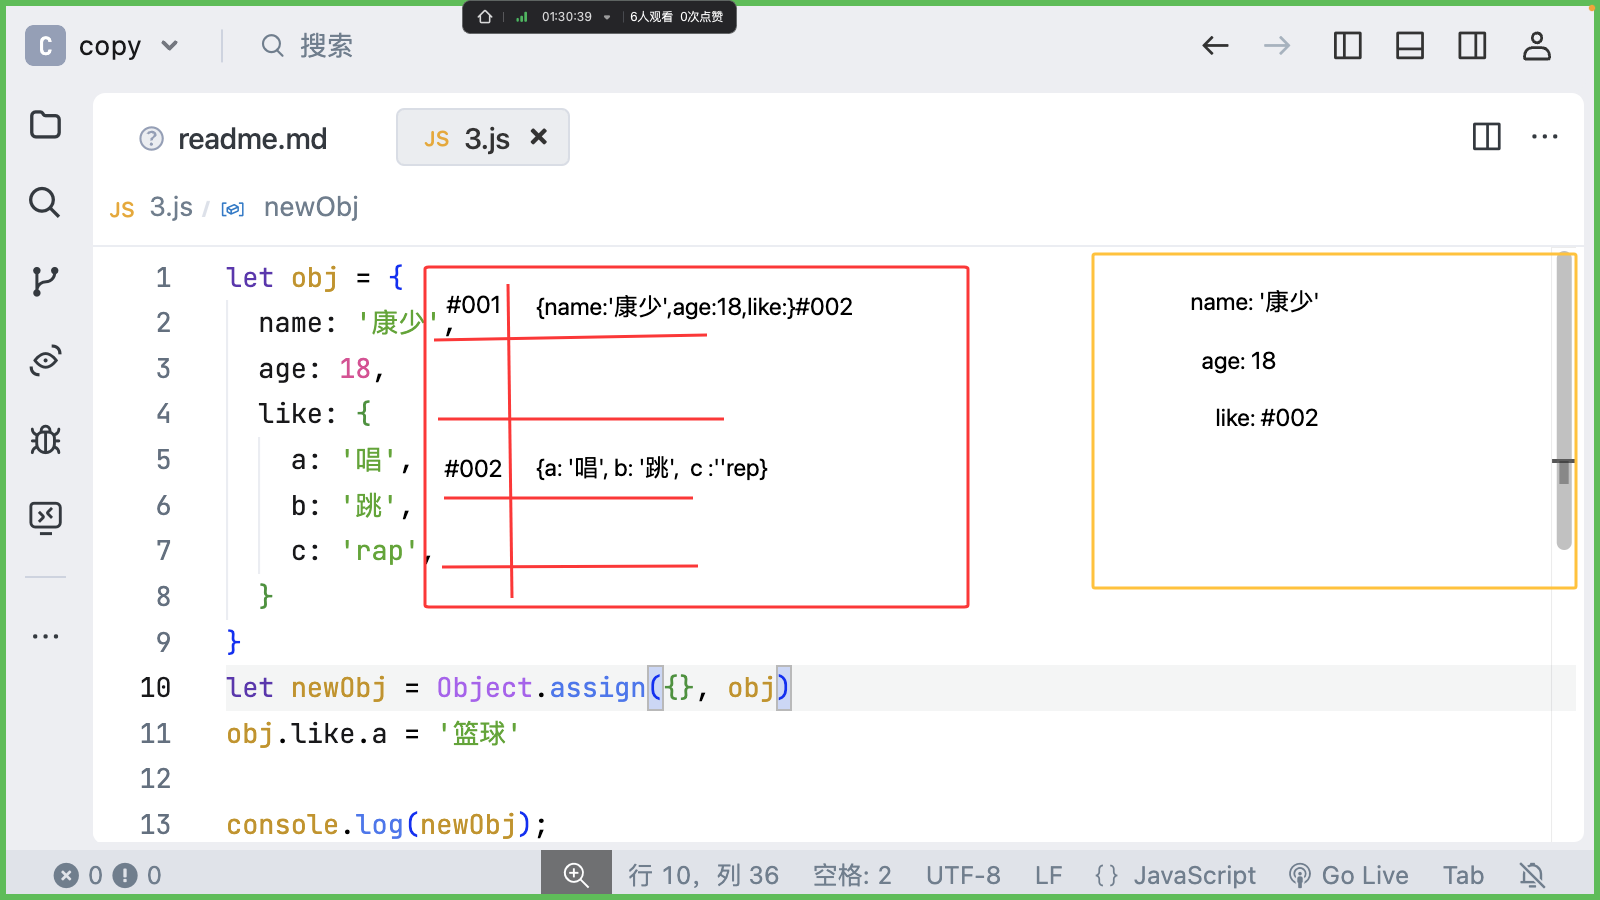 01:30:39 6人观看 0次点赞
C copy 搜索
readme.md JS 3.js
JS 3.js / newObj
1 let obj = {
2 name: '康少',
3 age: 18,
4 like: {
5 a: '唱',
6 b: '跳',
7 c: 'rap',
8 }
9 }
10 let newObj = Object.assign({}, obj)
11 obj.like.a = '篮球'
12
13 console.log(newObj);
#001 {name:'康少',age:18,like:}#002
#002 {a: '唱', b: '跳', c :''rep}
name: '康少'
age: 18
like: #002
0 0 行 10，列 36 空格: 2 UTF-8 LF {} JavaScript Go Live Tab